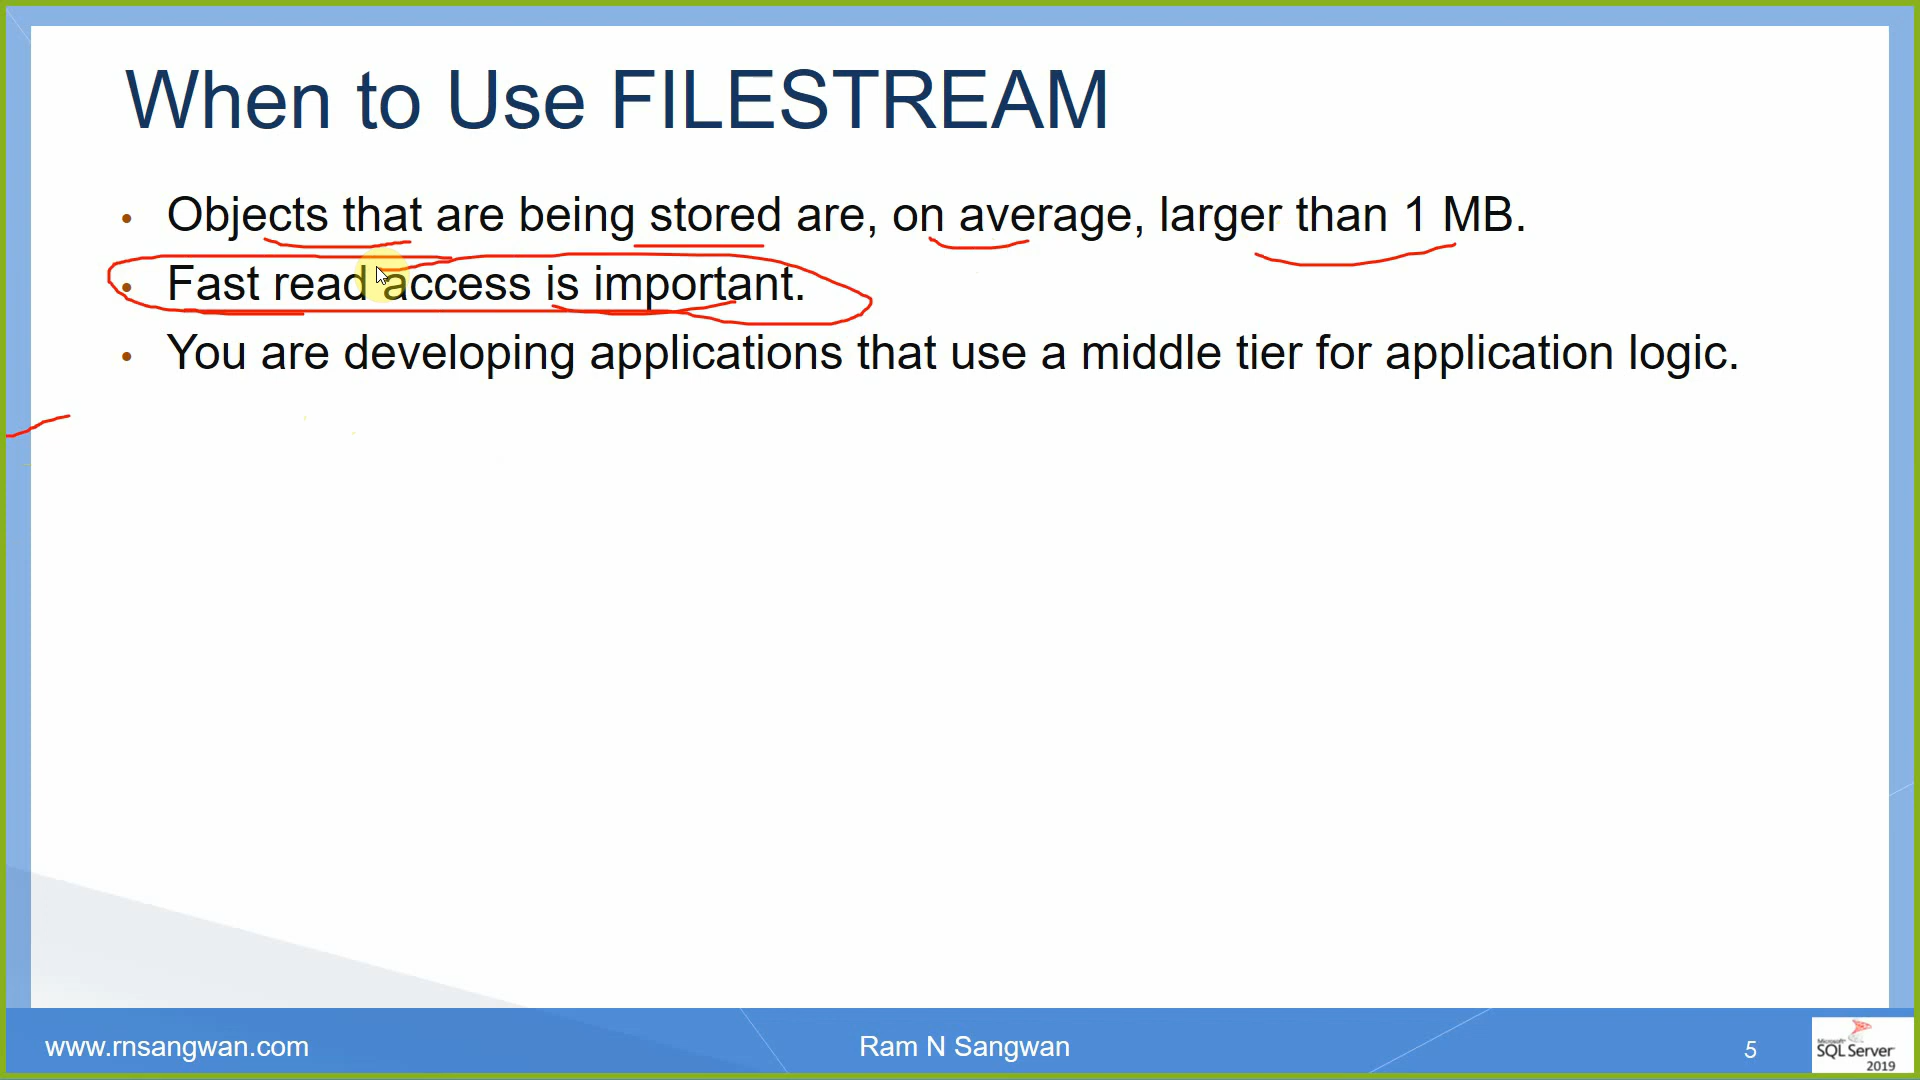 When to Use FILESTREAM
• Objects that are being stored are, on average, larger than 1 MB.
• Fast read access is important.
• You are developing applications that use a middle tier for application logic.
www.rnsangwan.com
Ram N Sangwan
5
Microsoft
SQL Server
2019